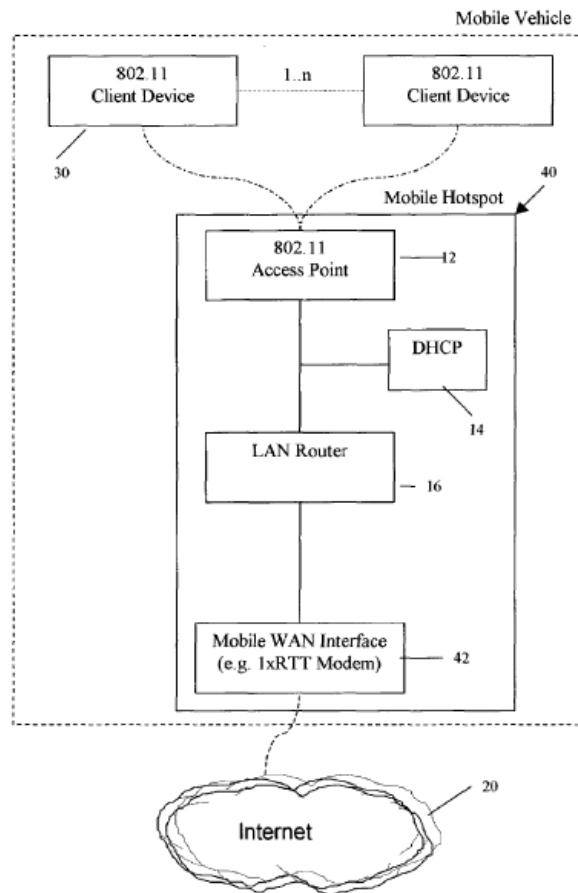 Mobile Vehicle
802.11
Client Device
1..n
802.11
Client Device
30
40
Mobile Hotspot
802.11
Access Point
12
DHCP
14
LAN Router
16
Mobile WAN Interface
(e.g. 1xRTT Modem)
42
20
Internet